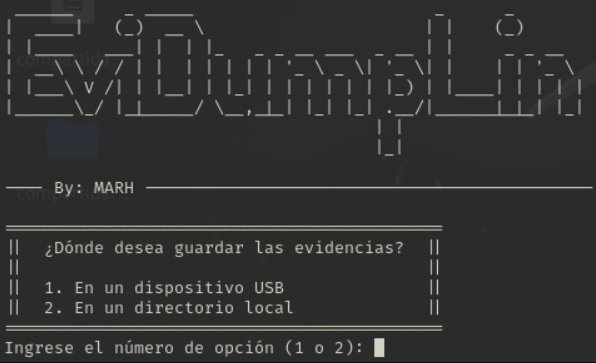 EviDumpLin
By: MARH
¿Dónde desea guardar las evidencias?
1. En un dispositivo USB
2. En un directorio local
Ingrese el número de opción (1 o 2):